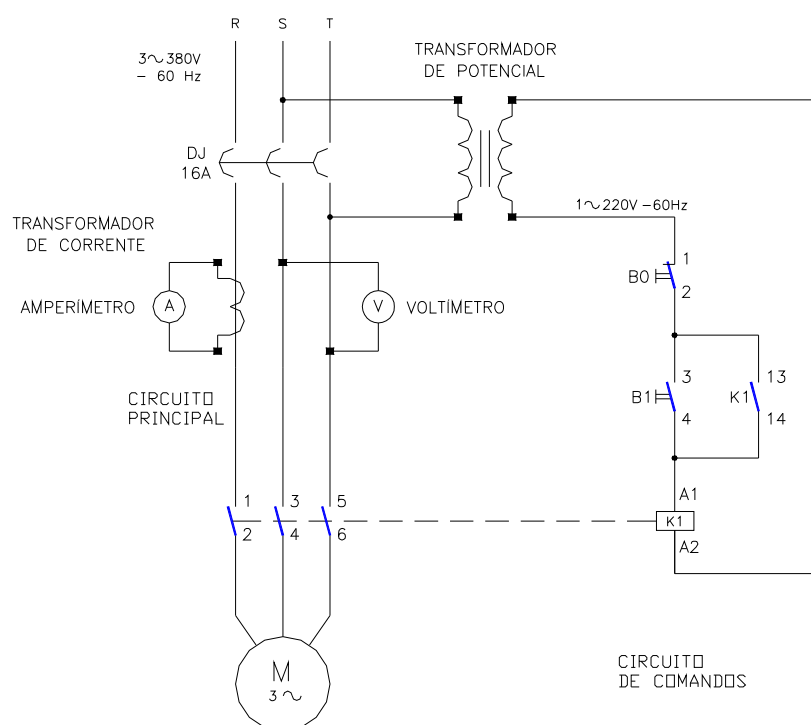 R S T
3∼380V
– 60 Hz
TRANSFORMADOR
DE POTENCIAL
DJ
16A
1∼220V –60Hz
TRANSFORMADOR
DE CORRENTE
AMPERÍMETRO
A
V
VOLTÍMETRO
B0
1
2
CIRCUITO
PRINCIPAL
B1
3
4
K1
13
14
1 3 5
2 4 6
A1
K1
A2
M
3∼
CIRCUITO
DE COMANDOS